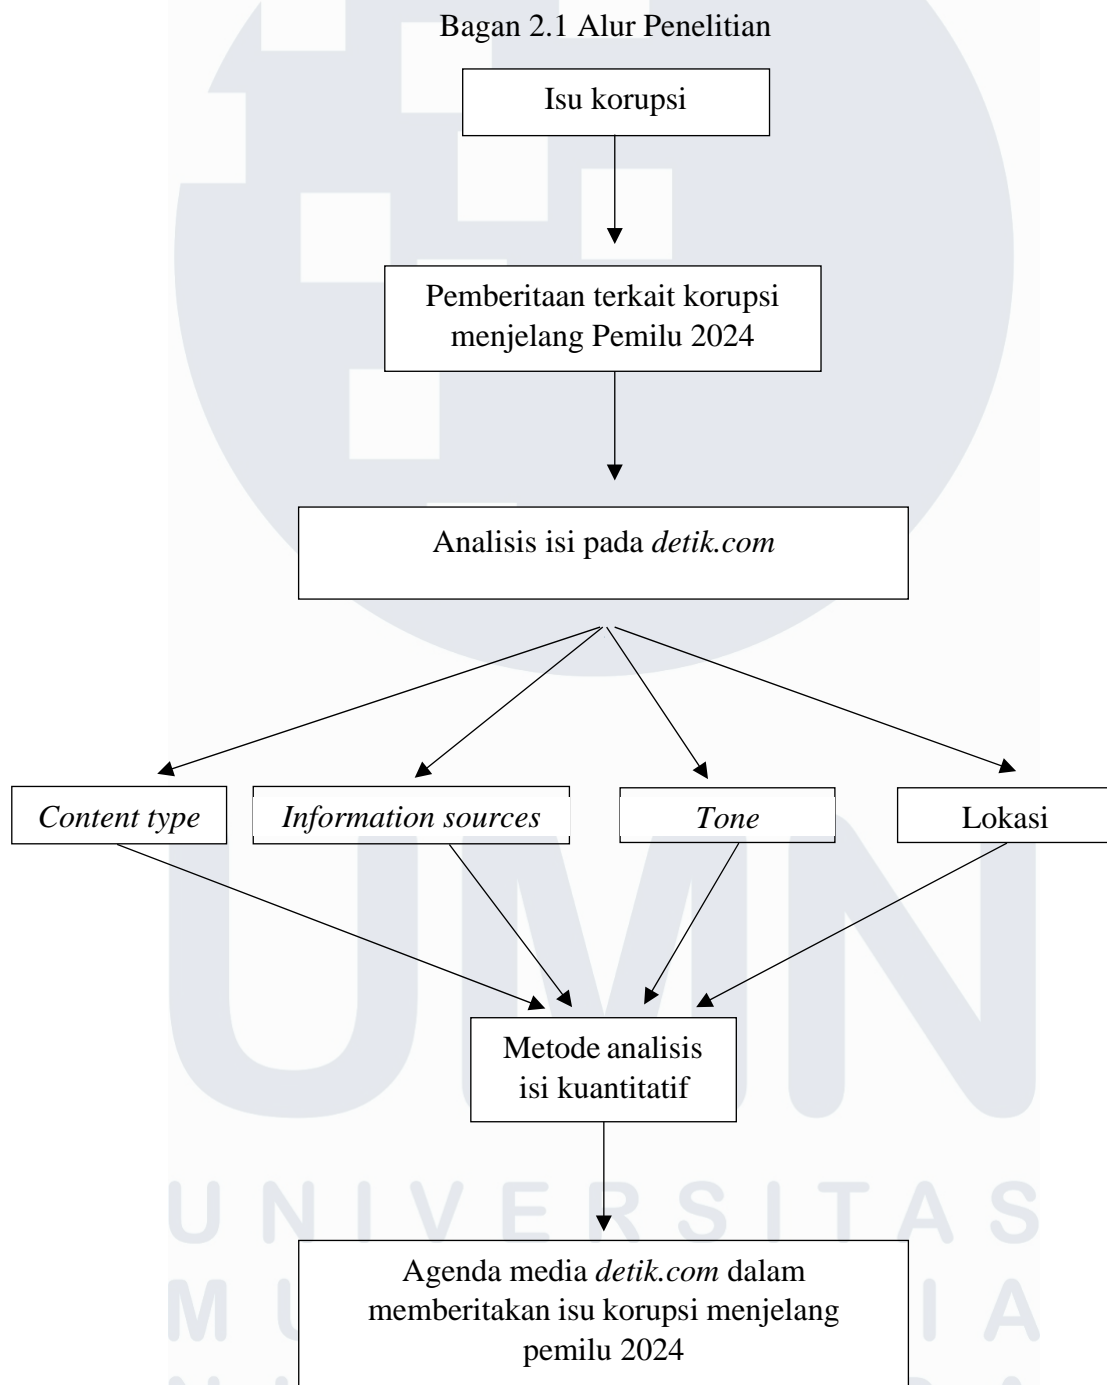 Bagan 2.1 Alur Penelitian
Isu korupsi
Pemberitaan terkait korupsi
menjelang Pemilu 2024
Analisis isi pada detik.com
Content type
Information sources
Tone
Lokasi
UMN
Metode analisis
isi kuantitatif
UNIVERSITAS
Agenda media detik.com dalam
memberitakan isu korupsi menjelang
pemilu 2024